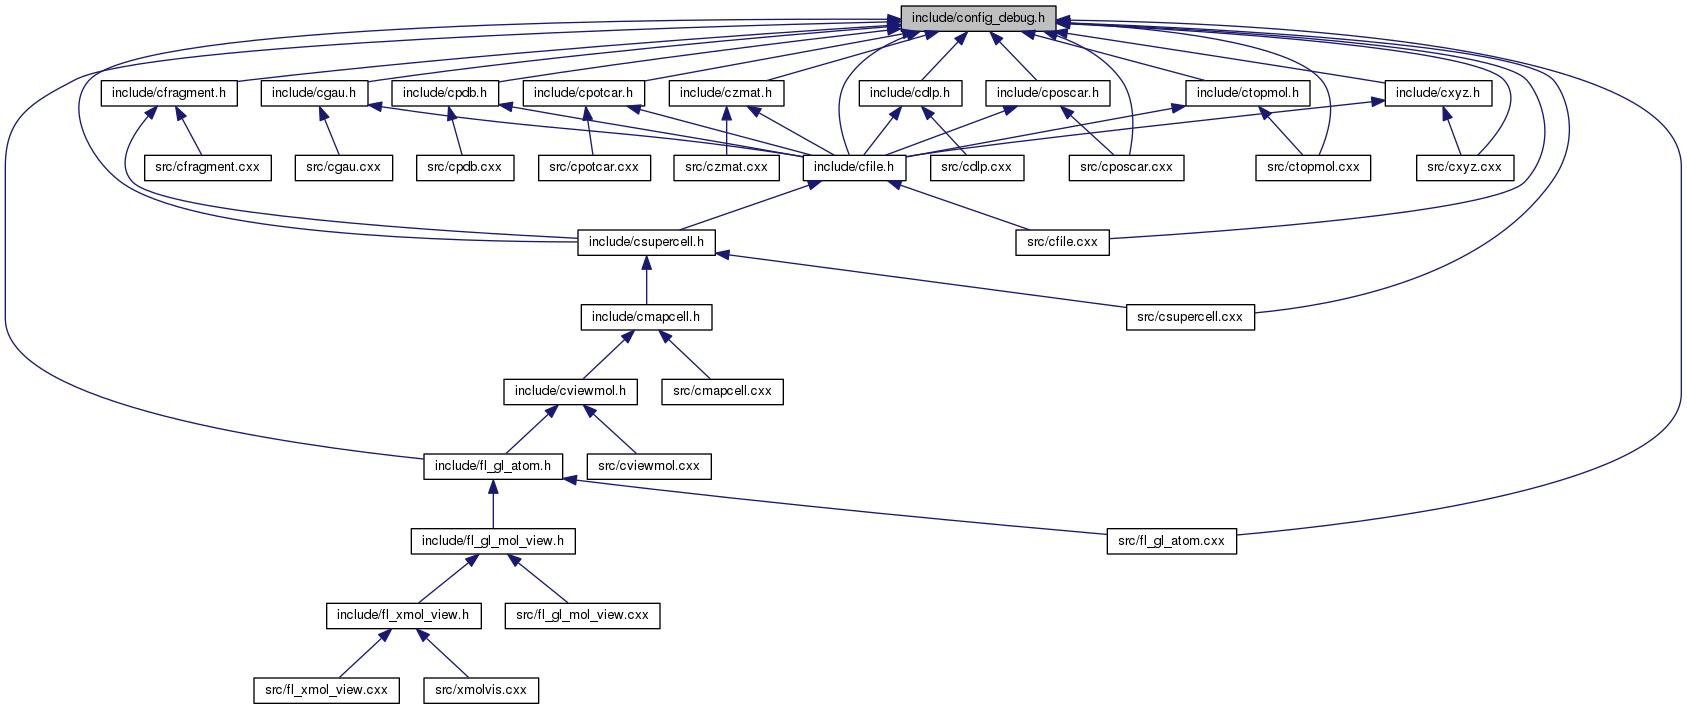 include/config_debug.h
include/cfragment.h
include/cgau.h
include/cpdb.h
include/cpotcar.h
include/czmat.h
include/cdlp.h
include/cposcar.h
include/ctopmol.h
include/cxyz.h
src/cfragment.cxx
src/cgau.cxx
src/cpdb.cxx
src/cpotcar.cxx
src/czmat.cxx
include/cfile.h
src/cdlp.cxx
src/cposcar.cxx
src/ctopmol.cxx
src/cxyz.cxx
include/csupercell.h
src/cfile.cxx
include/cmapcell.h
src/csupercell.cxx
include/cviewmol.h
src/cmapcell.cxx
include/fl_gl_atom.h
src/cviewmol.cxx
include/fl_gl_mol_view.h
src/fl_gl_atom.cxx
include/fl_xmol_view.h
src/fl_gl_mol_view.cxx
src/fl_xmol_view.cxx
src/xmolvis.cxx